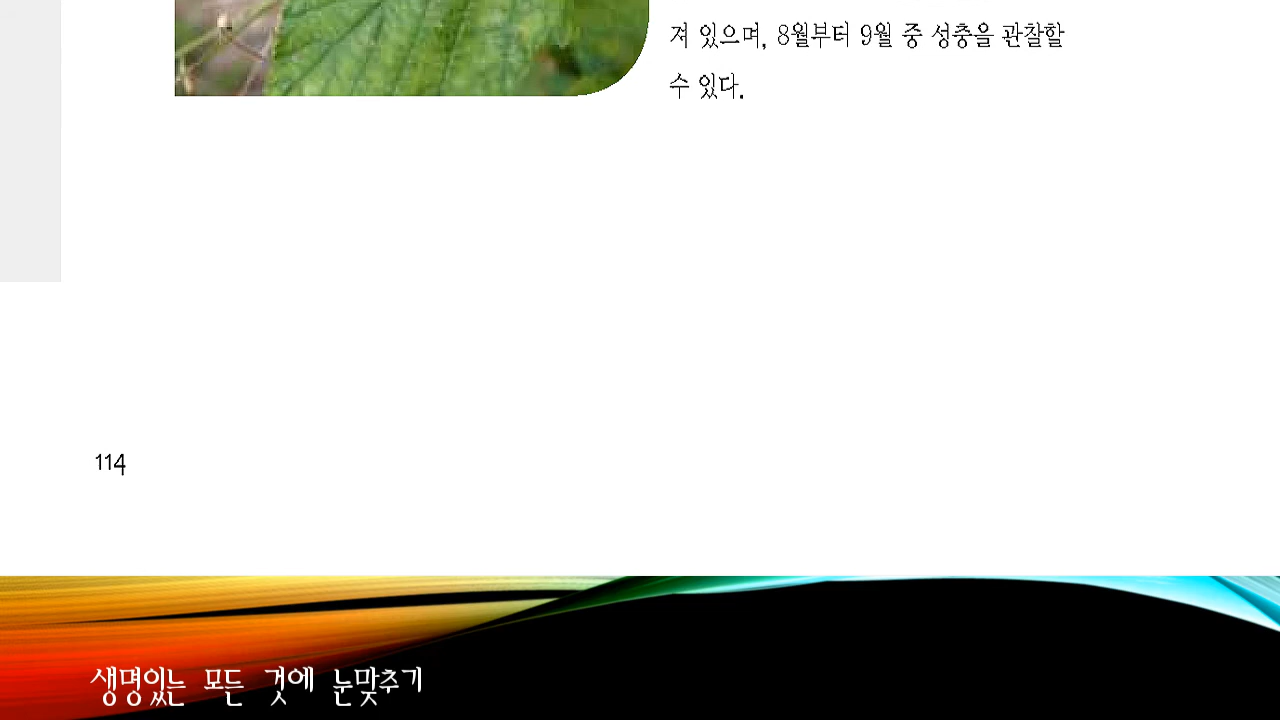 져 있으며, 8월부터 9월 중 성충을 관찰할
수 있다.
114
생명있는 모든 것에 눈맞추기